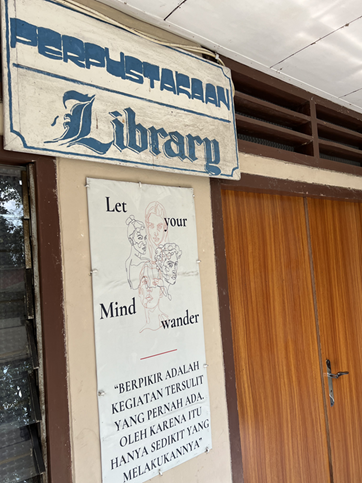 PERPUSTAKAAN
Library
Let your
Mind wander
"BERPIKIR ADALAH
KEGIATAN TERSULIT
YANG PERNAH ADA.
OLEH KARENA ITU
HANYA SEDIKIT YANG
MELAKUKANNYA"